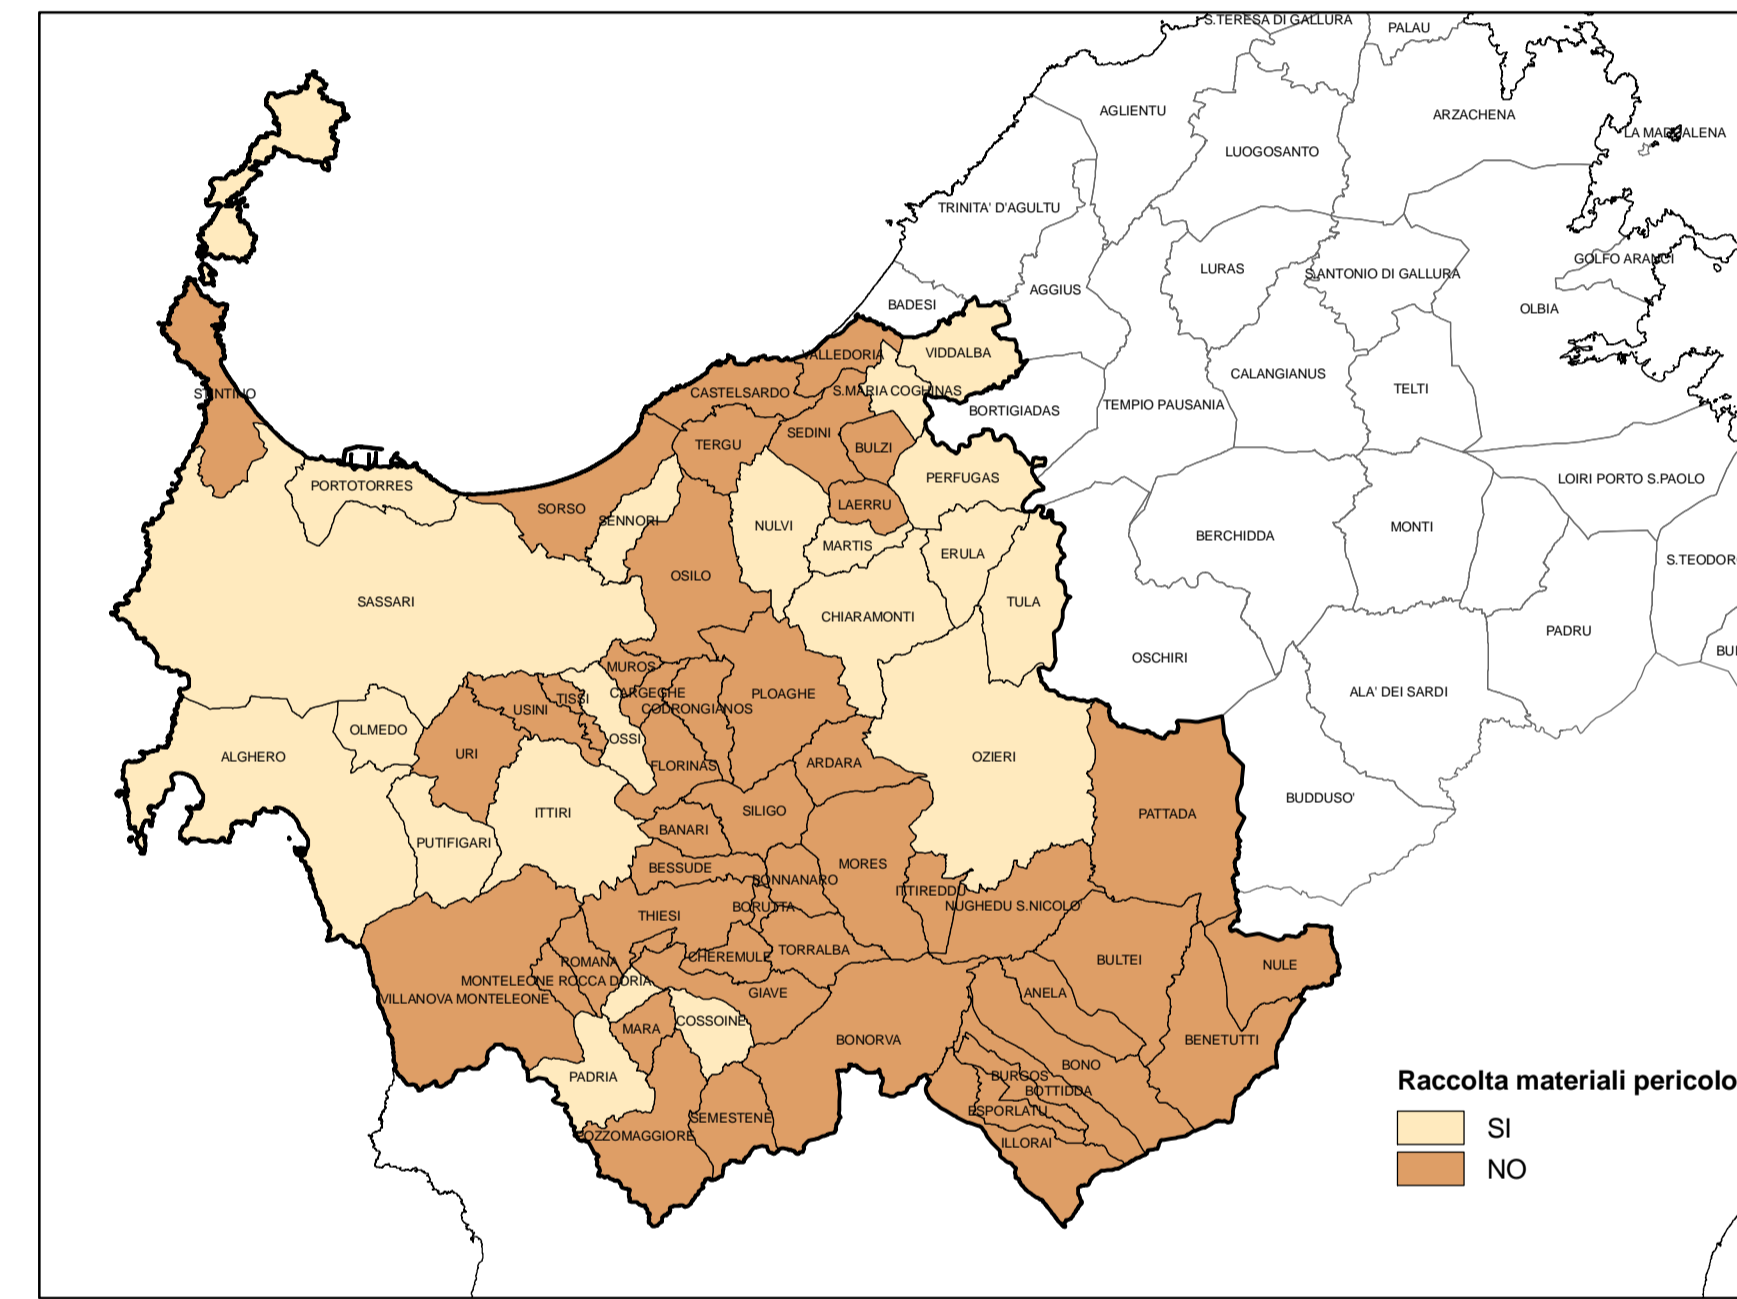 S.TERESA DI GALLURA
PALAU
AGLIENTU
ARZACHENA
LA MADDALENA
LUOGOSANTO
TRINITA' D'AGULTU
GOLFO ARANCI
LURAS
S.ANTONIO DI GALLURA
AGGIUS
BADESI
OLBIA
VALLEDORIA
VIDDALBA
CALANGIANUS
TELTI
STINTINO
CASTELSARDO
S.MARIA COGHINAS
BORTIGIADAS
TEMPIO PAUSANIA
SEDINI
TERGU
BULZI
PERFUGAS
LOIRI PORTO S.PAOLO
PORTOTORRES
LAERRU
SORSO
SENNORI
NULVI
MONTI
BERCHIDDA
MARTIS
ERULA
S.TEODOR
OSILO
SASSARI
TULA
CHIARAMONTI
PADRU
BU
OSCHIRI
MUROS
ALA' DEI SARDI
CARGEGHE
PLOAGHE
TISSI
USINI
CODRONGIANOS
OLMEDO
OSSI
URI
ALGHERO
OZIERI
ARDARA
FLORINAS
BUDDUSO'
SILIGO
ITTIRI
PATTADA
BANARI
PUTIFIGARI
MORES
BESSUDE
BONNANARO
ITTIREDDU
BORUTTA
NUGHEDU S.NICOLO'
THIESI
TORRALBA
CHEREMULE
BULTEI
ROMANA
NULE
MONTELEONE ROCCA DORIA
GIAVE
ANELA
VILLANOVA MONTELEONE
COSSOINE
MARA
BONORVA
BENETUTTI
BONO
PADRIA
BURGOS
Raccolta materiali pericolo
BOTTIDDA
ESPORLATU
SEMESTENE
SI
POZZOMAGGIORE
ILLORAI
NO